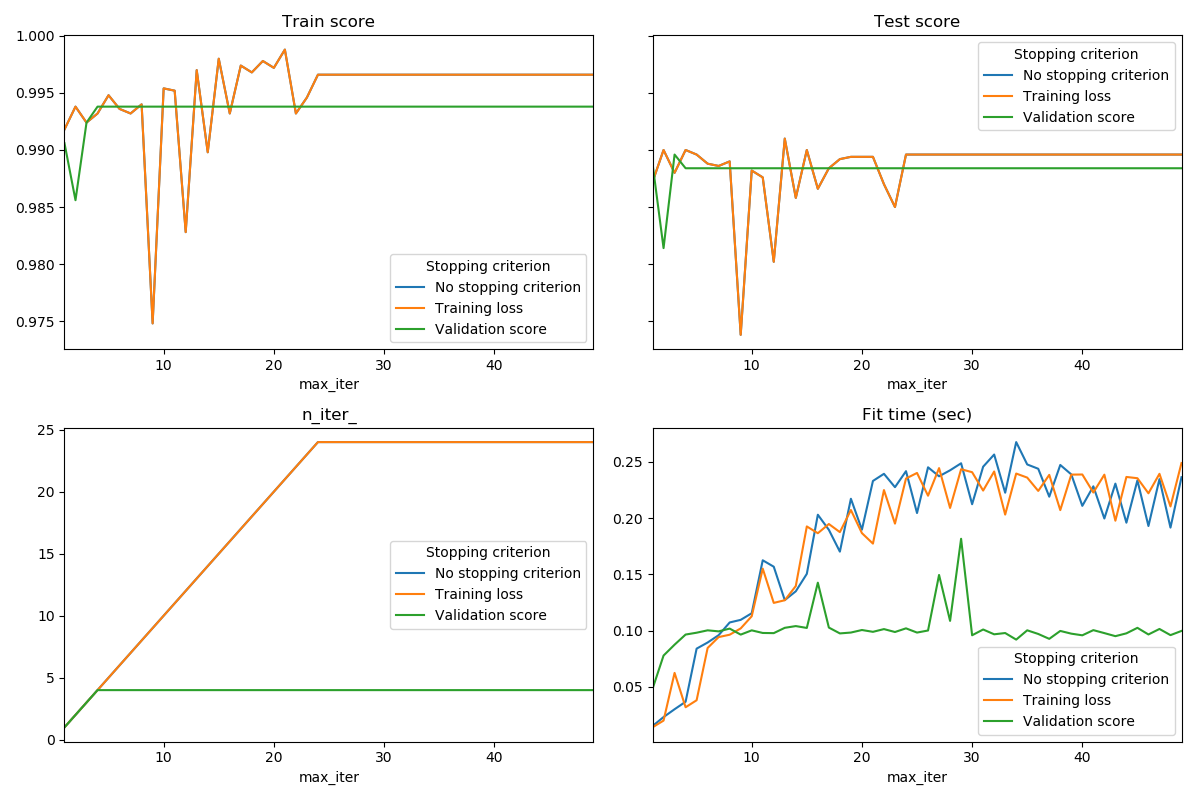 Train score
1.000
0.995
0.990
0.985
0.980
0.975
10
20
30
40
max_iter
Stopping criterion
No stopping criterion
Training loss
Validation score
Test score
10
20
30
40
max_iter
Stopping criterion
No stopping criterion
Training loss
Validation score
n_iter_
25
20
15
10
5
0
10
20
30
40
max_iter
Stopping criterion
No stopping criterion
Training loss
Validation score
Fit time (sec)
0.25
0.20
0.15
0.10
0.05
10
20
30
40
max_iter
Stopping criterion
No stopping criterion
Training loss
Validation score